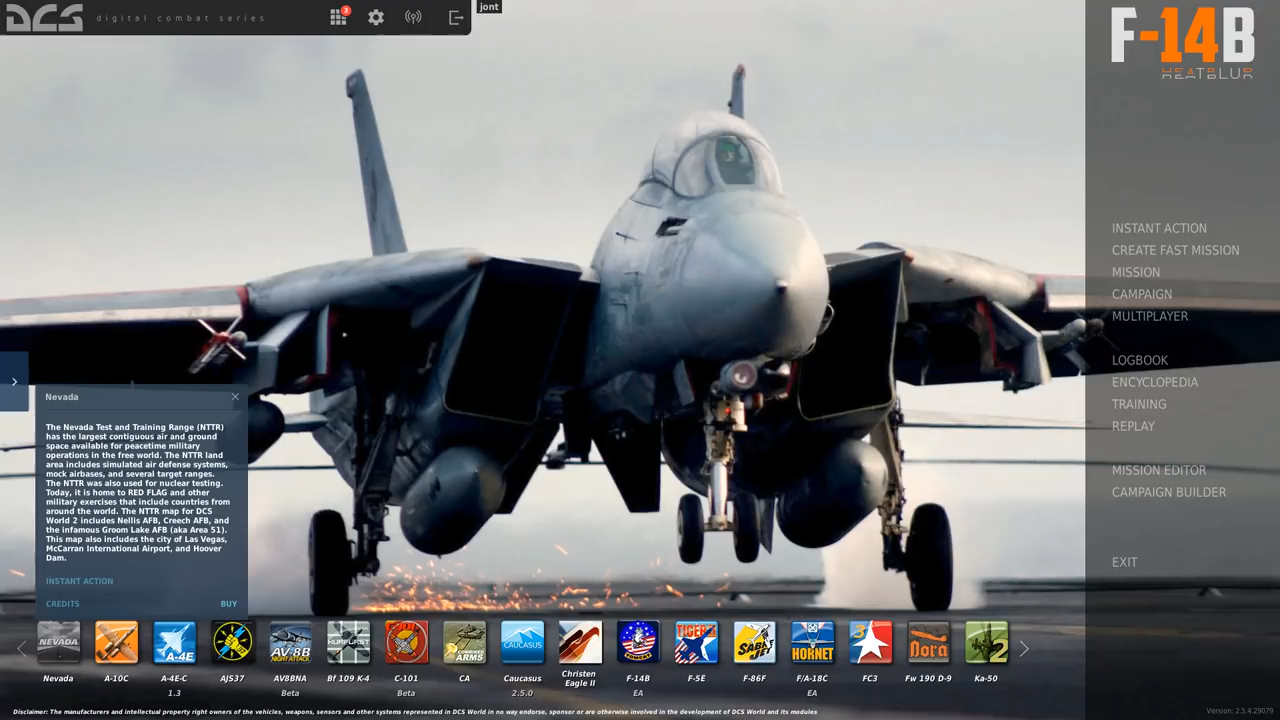 DCS digital combat series
3
jont
F-14B
HEATBLUR
INSTANT ACTION
CREATE FAST MISSION
MISSION
CAMPAIGN
MULTIPLAYER
LOGBOOK
ENCYCLOPEDIA
TRAINING
REPLAY
MISSION EDITOR
CAMPAIGN BUILDER
EXIT
Nevada
The Nevada Test and Training Range (NTTR)
has the largest contiguous air and ground
space available for peacetime military
operations in the free world. The NTTR land
area includes simulated air defense systems,
mock airbases, and several target ranges.
The NTTR was also used for nuclear testing.
Today, it is home to RED FLAG and other
military exercises that include countries from
around the world. The NTTR map for DCS
World 2 includes Nellis AFB, Creech AFB, and
the infamous Groom Lake AFB (aka Area 51).
This map also includes the city of Las Vegas,
McCarran International Airport, and Hoover
Dam.
INSTANT ACTION
CREDITS BUY
NEVADA A-4E AV-8B NIGHT ATTACK KURFÜRST COMBINED ARMS CAUCASUS TIGER SABRE JET HORNET 3 Dora 2
Nevada A-10C A-4E-C AJS37 AV8BNA Bf 109 K-4 C-101 CA Caucasus Christen Eagle II F-14B F-5E F-86F F/A-18C FC3 Fw 190 D-9 Ka-50
1.3 Beta Beta 2.5.0 EA EA
Disclaimer: The manufacturers and intellectual property right owners of the vehicles, weapons, sensors and other systems represented in DCS World in no way endorse, sponsor or are otherwise involved in the development of DCS World and its modules
Version: 2.5.4.29079